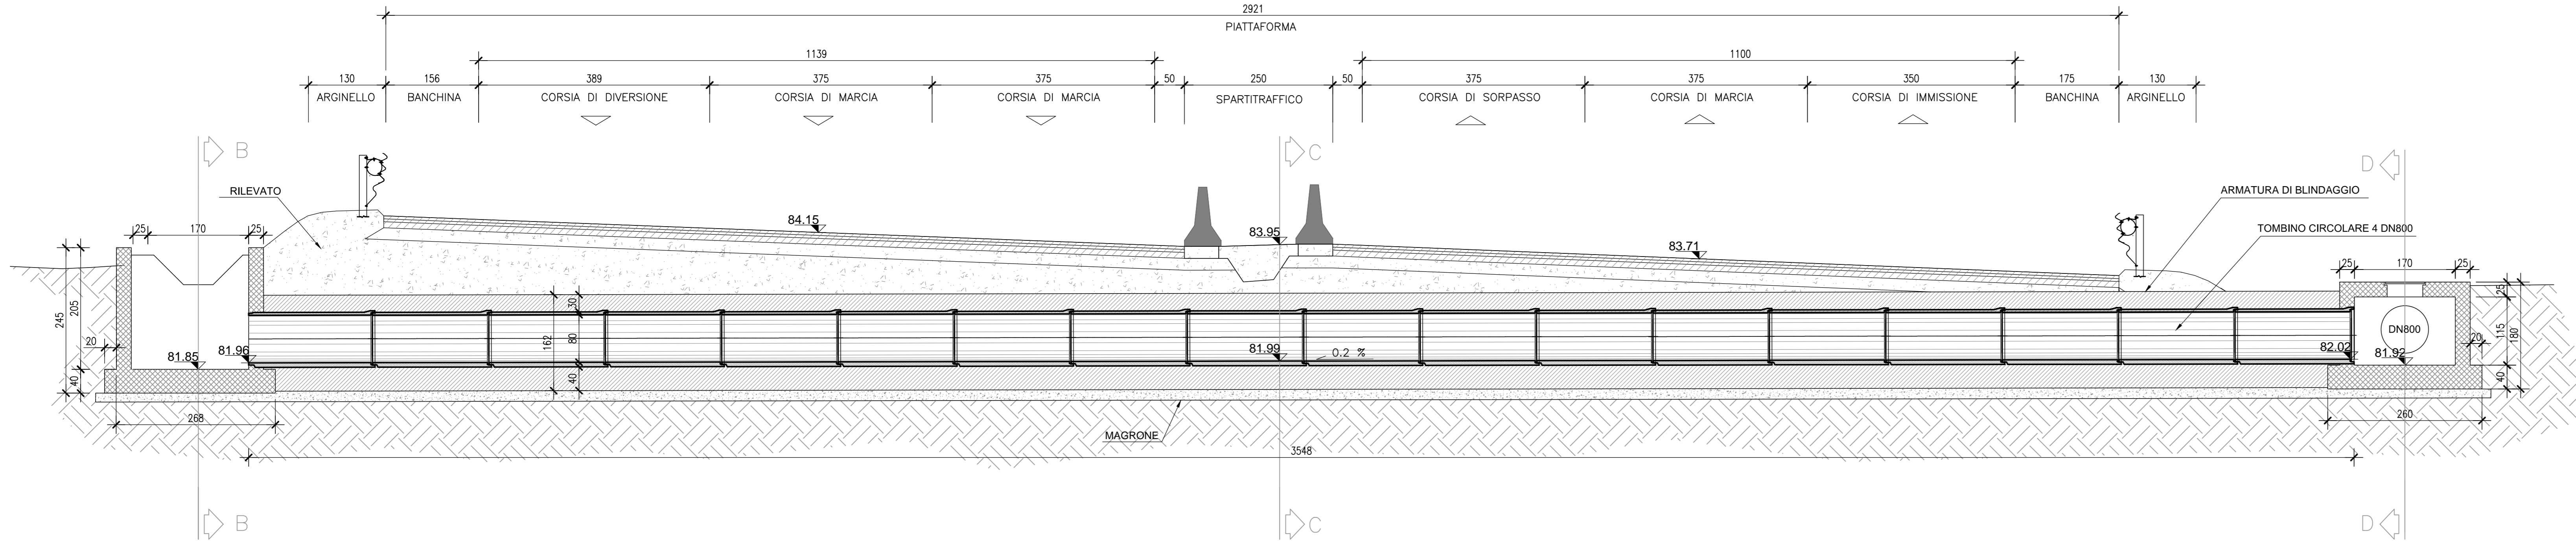 2921
PIATTAFORMA
1139
1100
130
156
389
375
375
50
250
50
375
375
350
175
130
ARGINELLO
BANCHINA
CORSIA DI DIVERSIONE
CORSIA DI MARCIA
CORSIA DI MARCIA
SPARTITRAFFICO
CORSIA DI SORPASSO
CORSIA DI MARCIA
CORSIA DI IMMISSIONE
BANCHINA
ARGINELLO
B
C
D
RILEVATO
ARMATURA DI BLINDAGGIO
84.15
83.95
83.71
TOMBINO CIRCOLARE 4 DN800
25
170
25
25
170
25
245
205
20
40
81.85
81.96
162
30
80
40
81.99
0.2 %
82.02
81.92
DN800
25
115
180
20
40
268
260
MAGRONE
3548
B
C
D